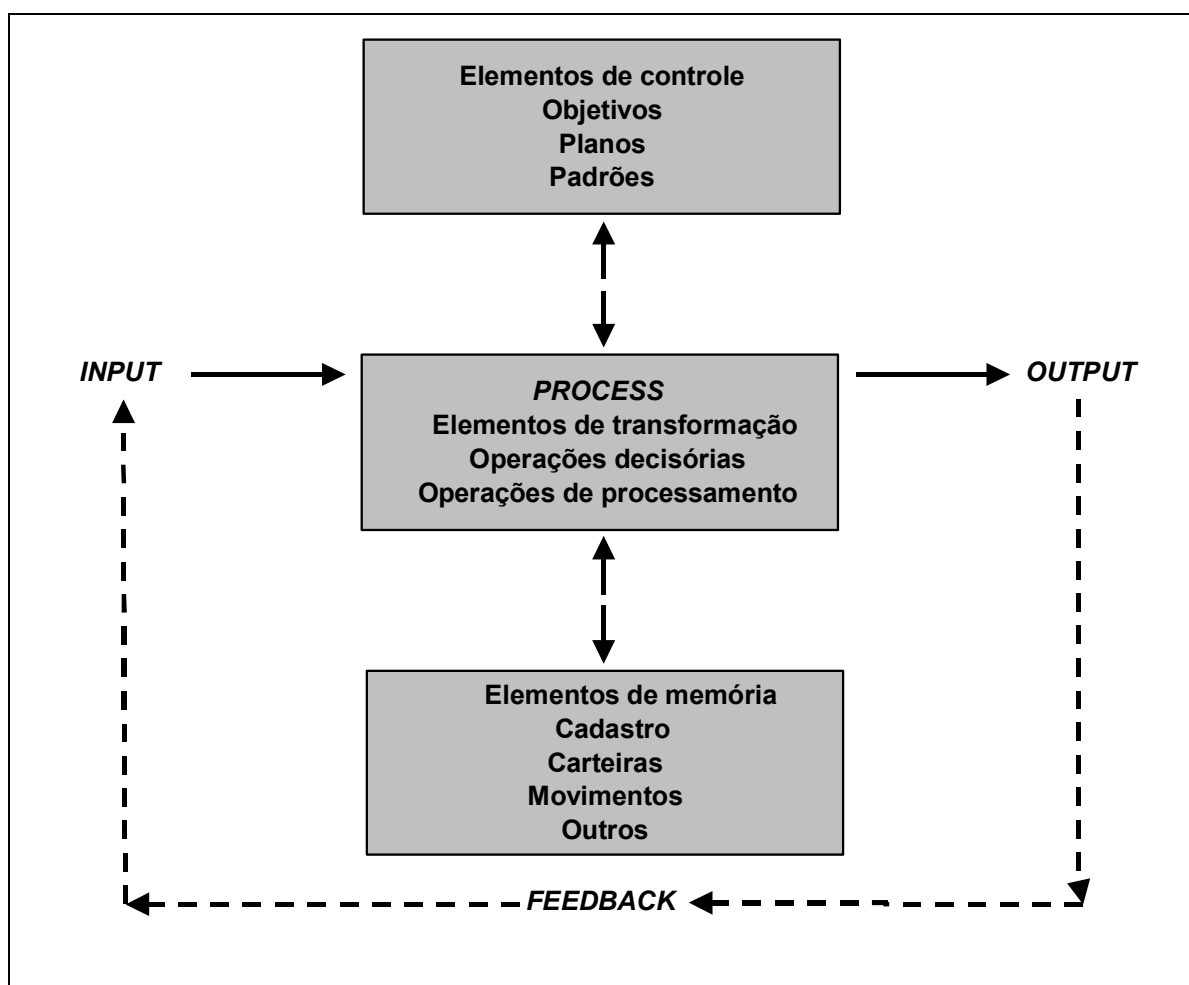 Elementos de controle
Objetivos
Planos
Padrões
INPUT
PROCESS
Elementos de transformação
Operações decisórias
Operações de processamento
OUTPUT
Elementos de memória
Cadastro
Carteiras
Movimentos
Outros
FEEDBACK